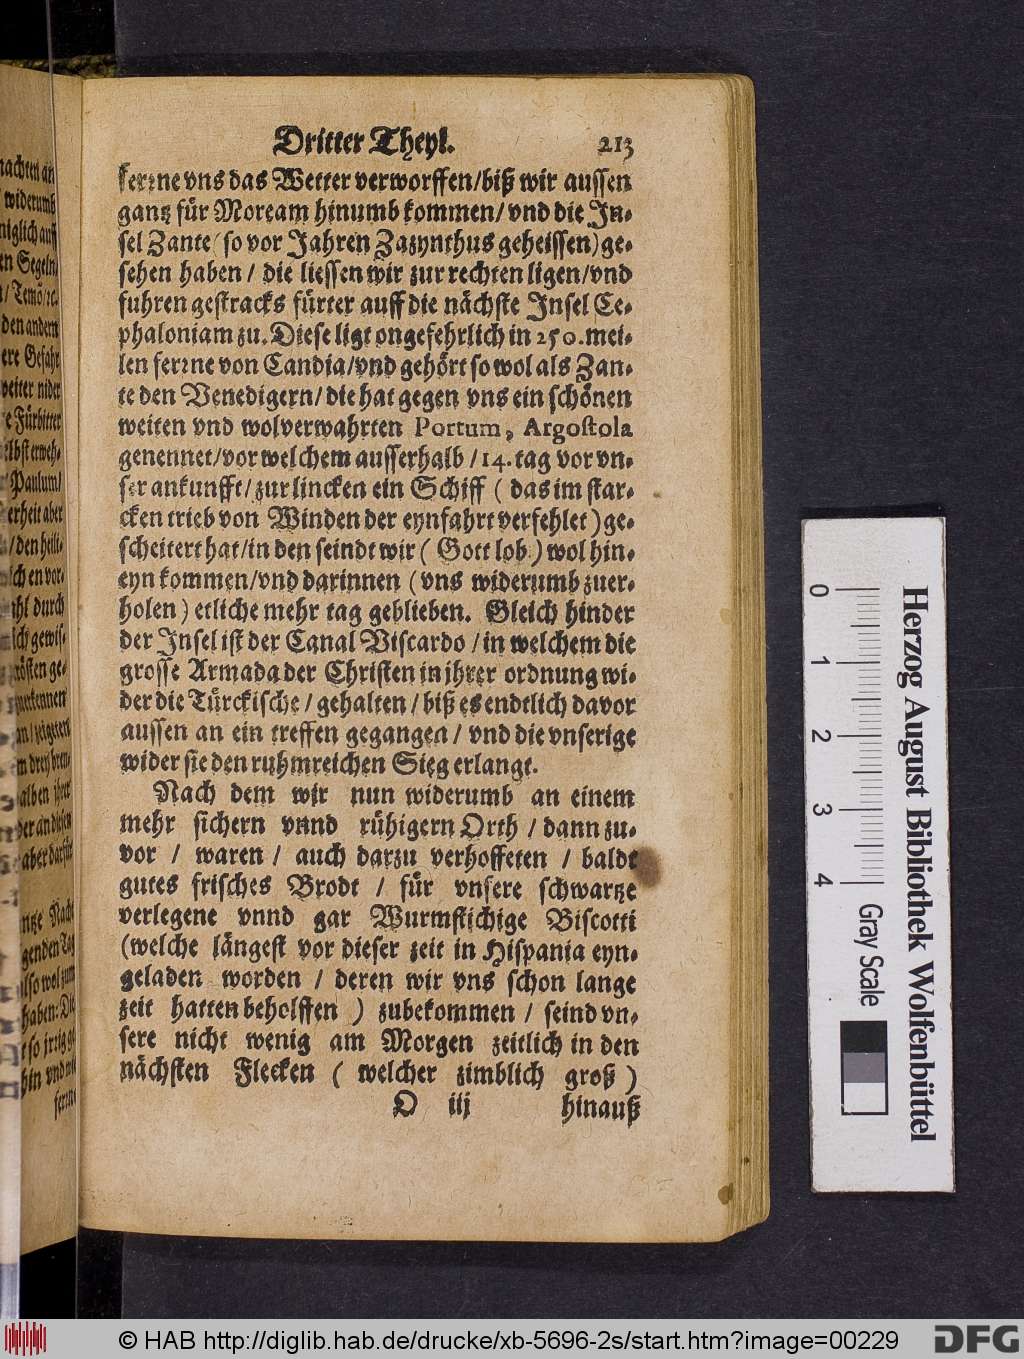 Dritter Theyl. 213
ferrne vns das Wetter verworffen/biß wir aussen
gantz für Moream hinumb kommen/vnd die In-
sel Zante (so vor Jahren Zazynthus geheissen) ge-
sehen haben / die liessen wir zur rechten ligen/vnd
fuhren gestracks fürter auff die nächste Insel Ce-
phaloniam zu. Diese ligt ongefehrlich in 250. mei-
len ferrne von Candia/vnd gehört so wol als Zan-
te den Venedigern/ die hat gegen vns ein schönen
weiten vnd wolverwahrten Portum, Argostola
genennet/vor welchem ausserhalb / 14. tag vor vn-
ser ankunfft/ zur lincken ein Schiff ( das im star-
cken trieb von Winden der eynfahrt verfehlet ) ge-
scheitert hat/in den seindt wir ( Gott lob ) wol hin-
eyn kommen/vnd darinnen ( vns widerumb zuer-
holen ) etliche mehr tag geblieben. Gleich hinder
der Insel ist der Canal Viscardo / in welchem die
grosse Armada der Christen in jhrer ordnung wi-
der die Türckische / gehalten / biß es endtlich davor
aussen an ein treffen gegangen / vnd die vnserige
wider sie den ruhmreichen Sieg erlangt.
Nach dem wir nun widerumb an einem
mehr sichern vnnd rühigern Orth / dann zu-
vor / waren / auch darzu verhoffeten / baldt
gutes frisches Brodt / für vnsere schwartze
verlegene vnnd gar Wurmstichige Biscotti
(welche längest vor dieser zeit in Hispania eyn-
geladen worden / deren wir vns schon lange
zeit hatten beholffen ) zubekommen / seind vn-
sere nicht wenig am Morgen zeitlich in den
nächsten Flecken ( welcher zimblich groß )
O iij hinauß
widerumb
en Segeln/
den andern
ere Gefahr
weiter nider
Fürbitter
Paulum/
0 1 2 3 4
Herzog August Bibliothek Wolfenbüttel
Gray Scale
© HAB http://diglib.hab.de/drucke/xb-5696-2s/start.htm?image=00229
DFG